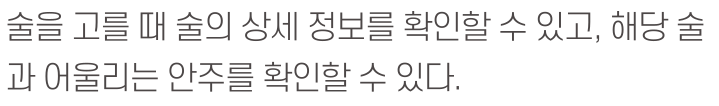 술을 고를 때 술의 상세 정보를 확인할 수 있고, 해당 술
과 어울리는 안주를 확인할 수 있다.